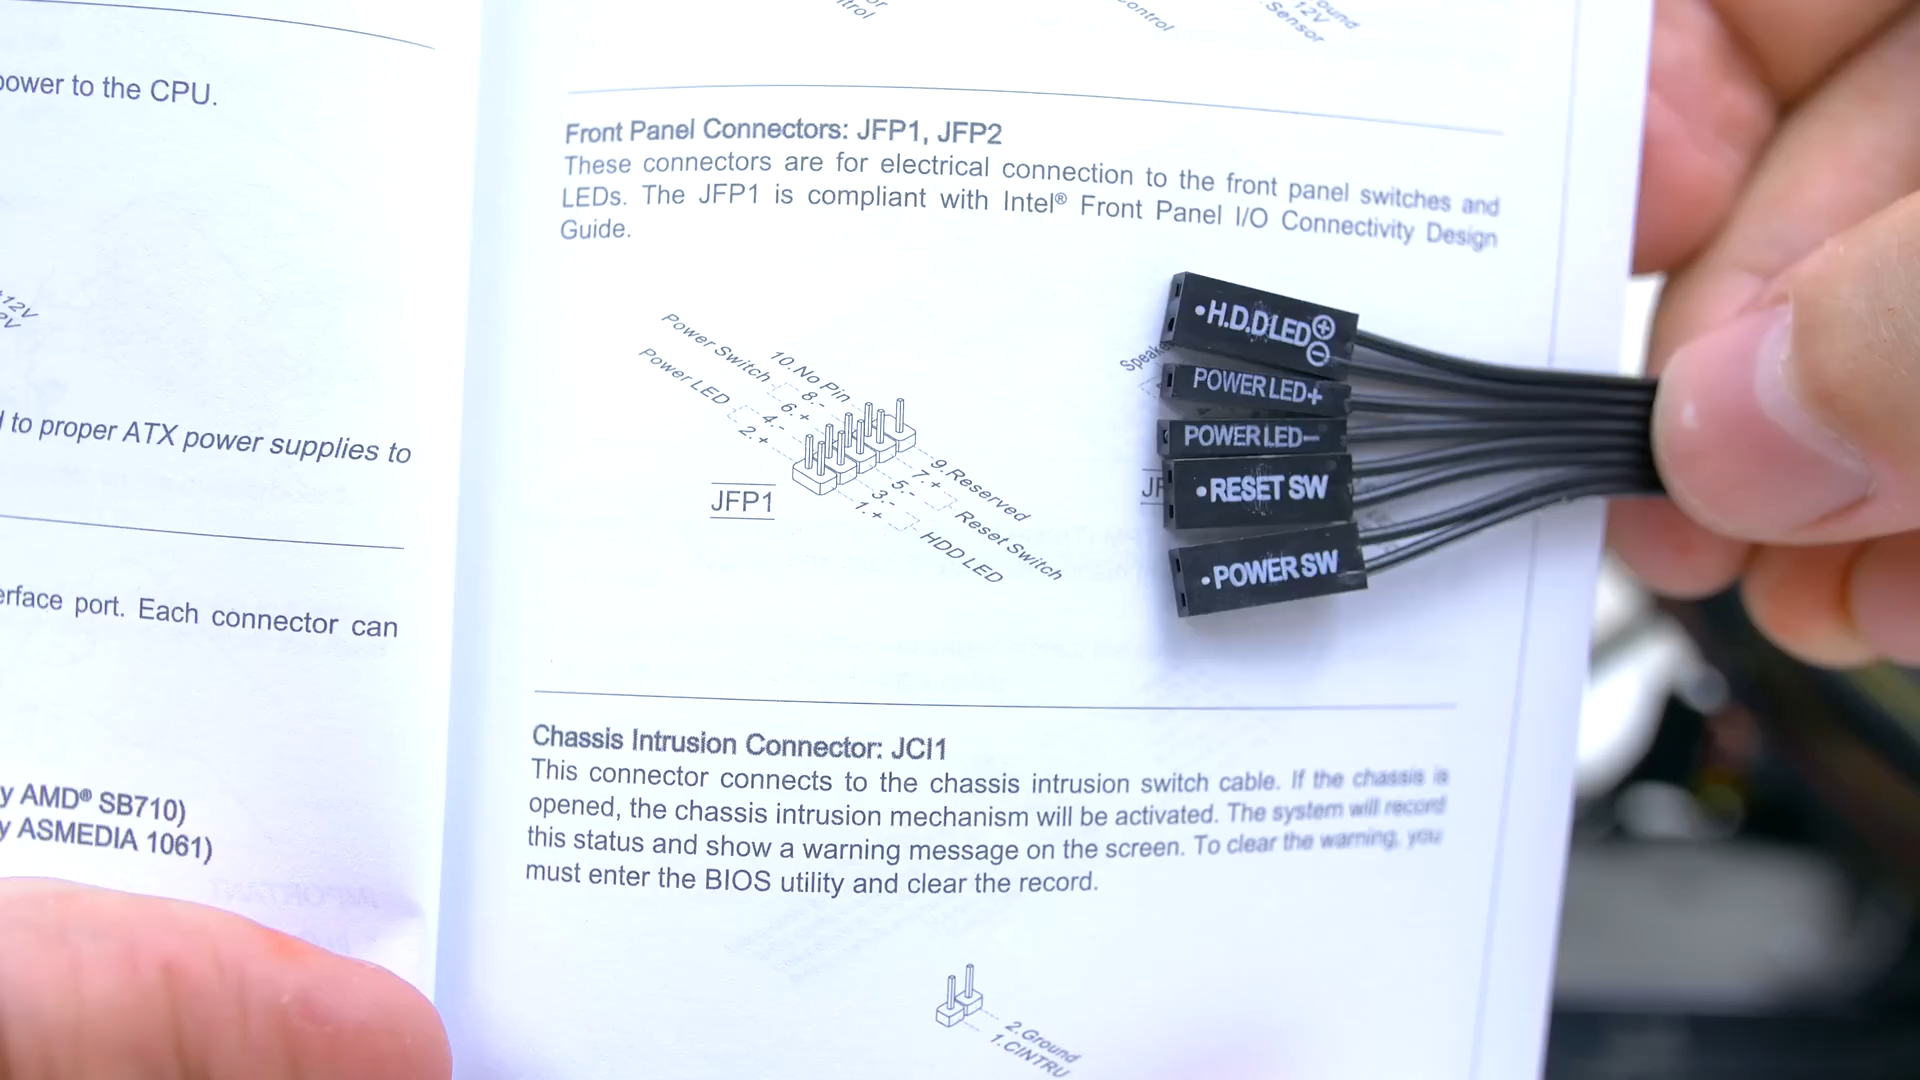 power to the CPU.
to proper ATX power supplies to
erface port. Each connector can
y AMD® SB710)
y ASMEDIA 1061)
ontrol
ound
12V
Sensor
Front Panel Connectors: JFP1, JFP2
These connectors are for electrical connection to the front panel switches and
LEDs. The JFP1 is compliant with Intel® Front Panel I/O Connectivity Design
Guide.
Power Switch
Power LED
10.No Pin
8.-
6.+
4.-
2.+
JFP1
9.Reserved
7.+
5.-
3.-
1.+
Reset Switch
HDD LED
Speake
JF
•H.D.DLED⊕
⊖
POWER LED+
POWER LED−
•RESET SW
•POWER SW
Chassis Intrusion Connector: JCI1
This connector connects to the chassis intrusion switch cable. If the chassis is
opened, the chassis intrusion mechanism will be activated. The system will record
this status and show a warning message on the screen. To clear the warning, you
must enter the BIOS utility and clear the record.
2.Ground
1.CINTRU